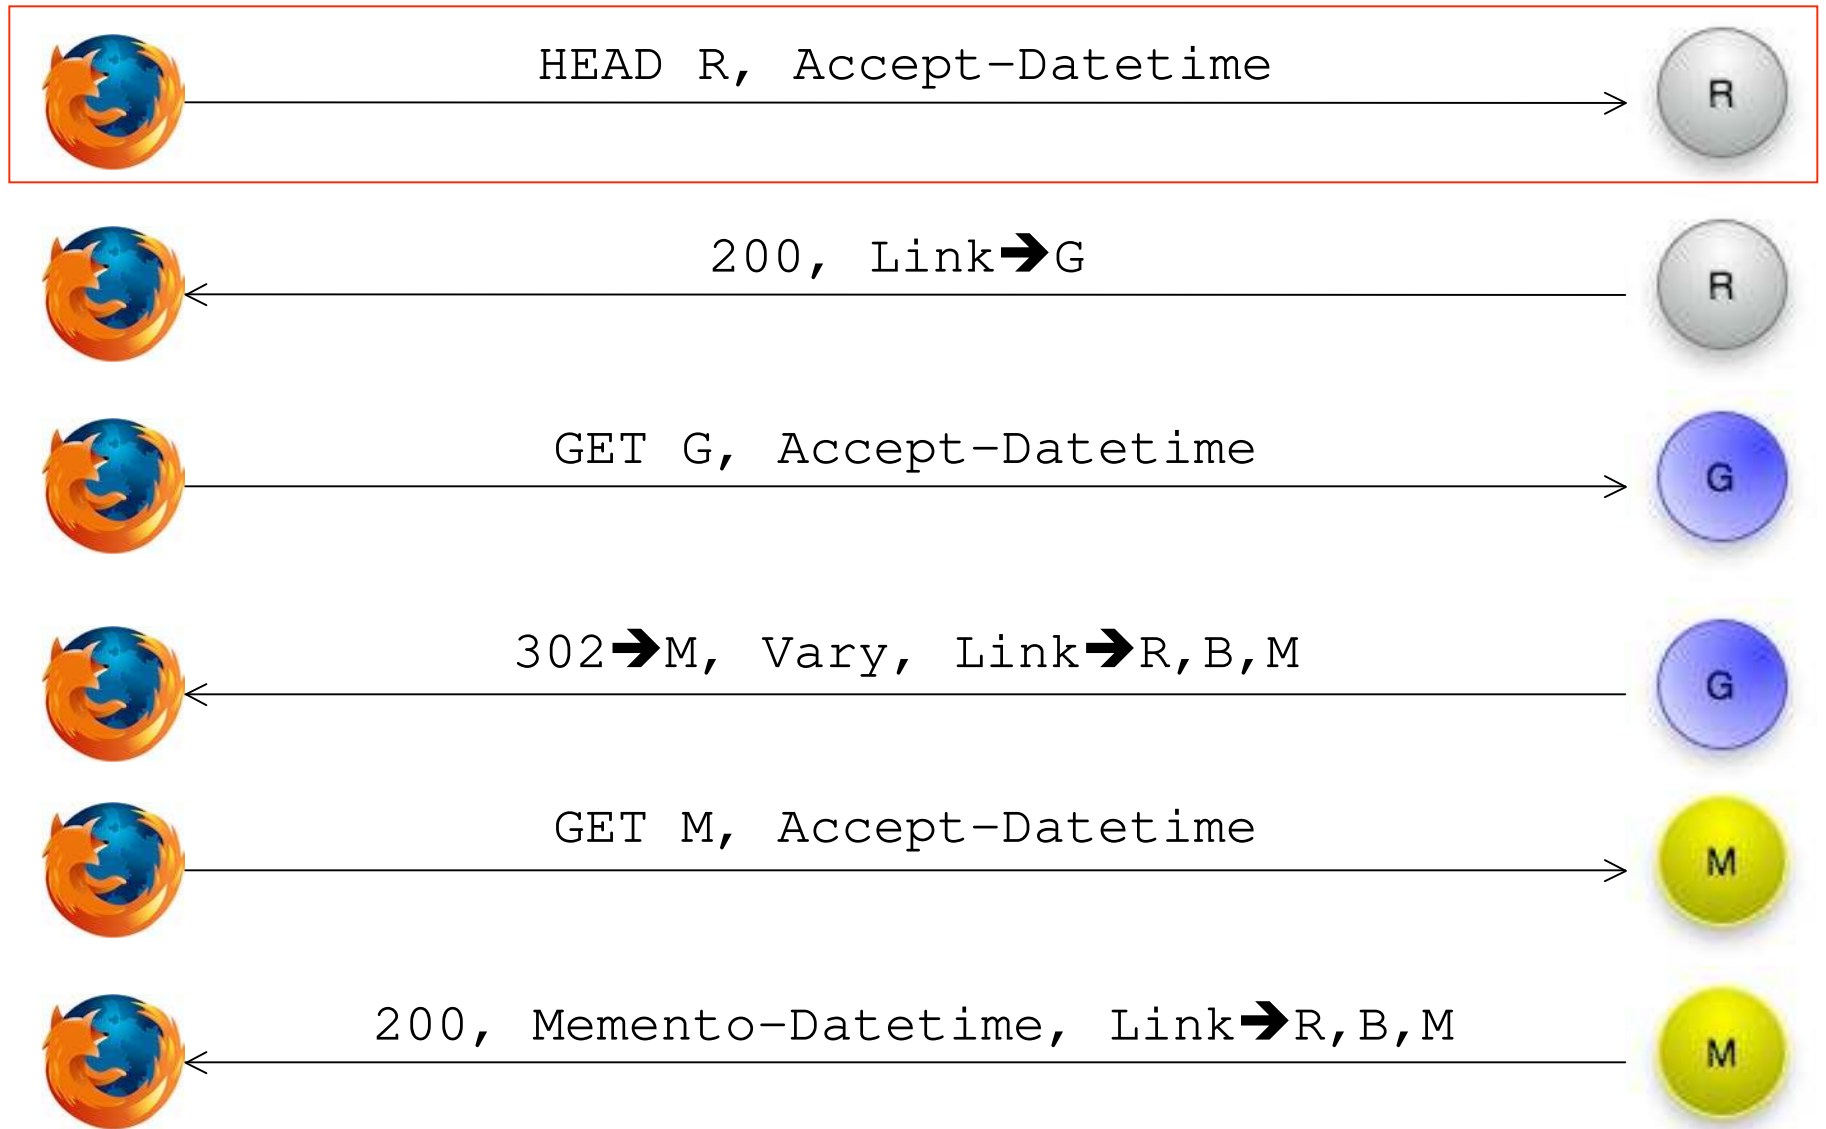 HEAD R, Accept-Datetime
R
200, Link➔G
R
GET G, Accept-Datetime
G
302➔M, Vary, Link➔R,B,M
G
GET M, Accept-Datetime
M
200, Memento-Datetime, Link➔R,B,M
M